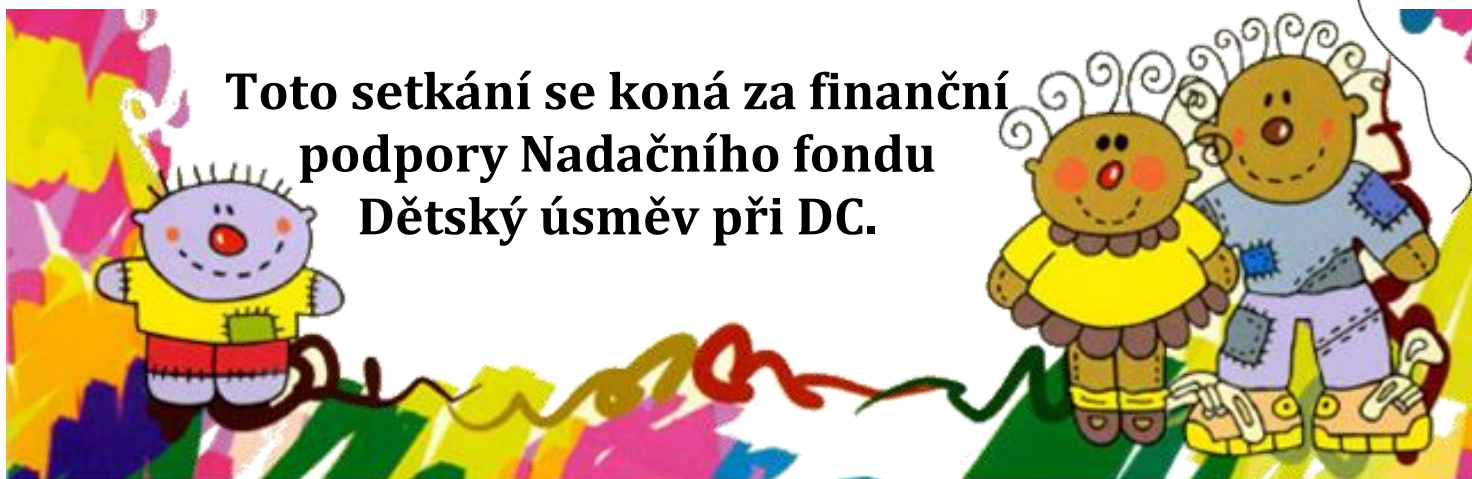 Toto setkání se koná za finanční
podpory Nadačního fondu
Dětský úsměv při DC.